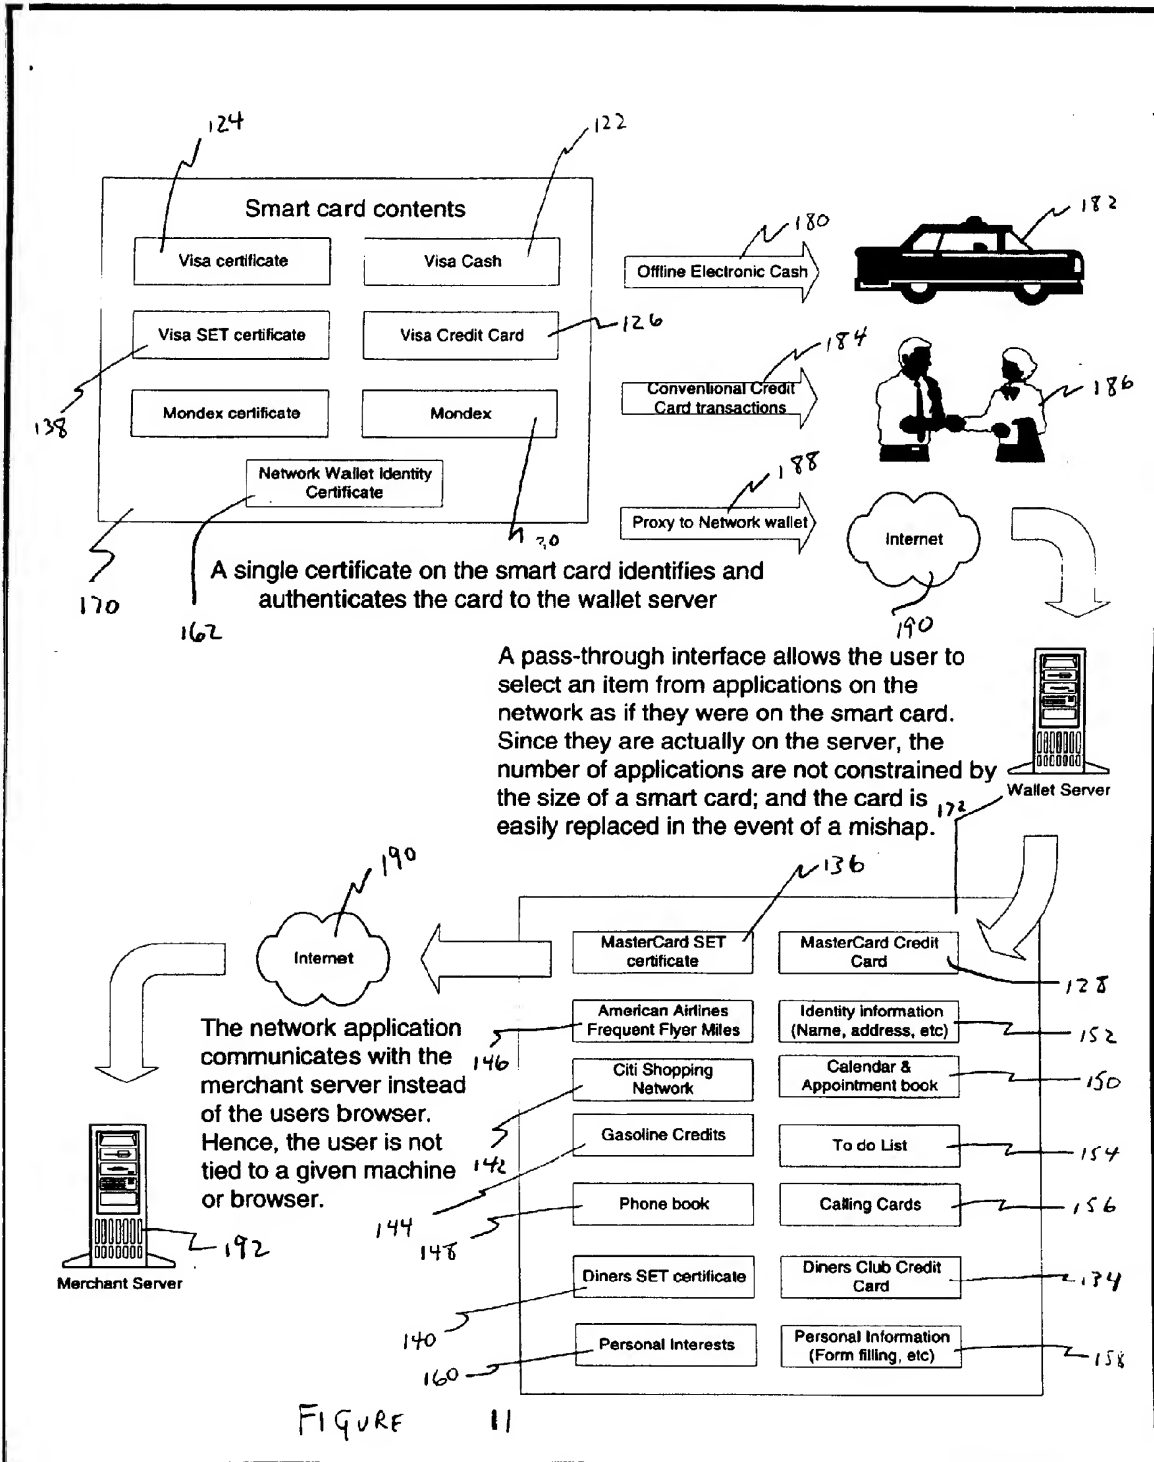 124
122
Smart card contents
Visa certificate
Visa Cash
180
Offline Electronic Cash
182
Visa SET certificate
Visa Credit Card
126
184
Conventional Credit
Card transactions
186
138
Mondex certificate
Mondex
Network Wallet Identity
Certificate
188
Proxy to Network wallet
Internet
170
162
190
A single certificate on the smart card identifies and
authenticates the card to the wallet server
A pass-through interface allows the user to
select an item from applications on the
network as if they were on the smart card.
Since they are actually on the server, the
number of applications are not constrained by
the size of a smart card; and the card is
easily replaced in the event of a mishap.
172
Wallet Server
190
136
Internet
MasterCard SET
certificate
MasterCard Credit
Card
128
American Airlines
Frequent Flyer Miles
146
Identity information
(Name, address, etc)
152
The network application
communicates with the
merchant server instead
of the users browser.
Hence, the user is not
tied to a given machine
or browser.
Citi Shopping
Network
142
Calendar &
Appointment book
150
Gasoline Credits
144
To do List
154
Phone book
148
Calling Cards
156
192
Merchant Server
Diners SET certificate
140
Diners Club Credit
Card
134
Personal Interests
160
Personal Information
(Form filling, etc)
158
FIGURE 11